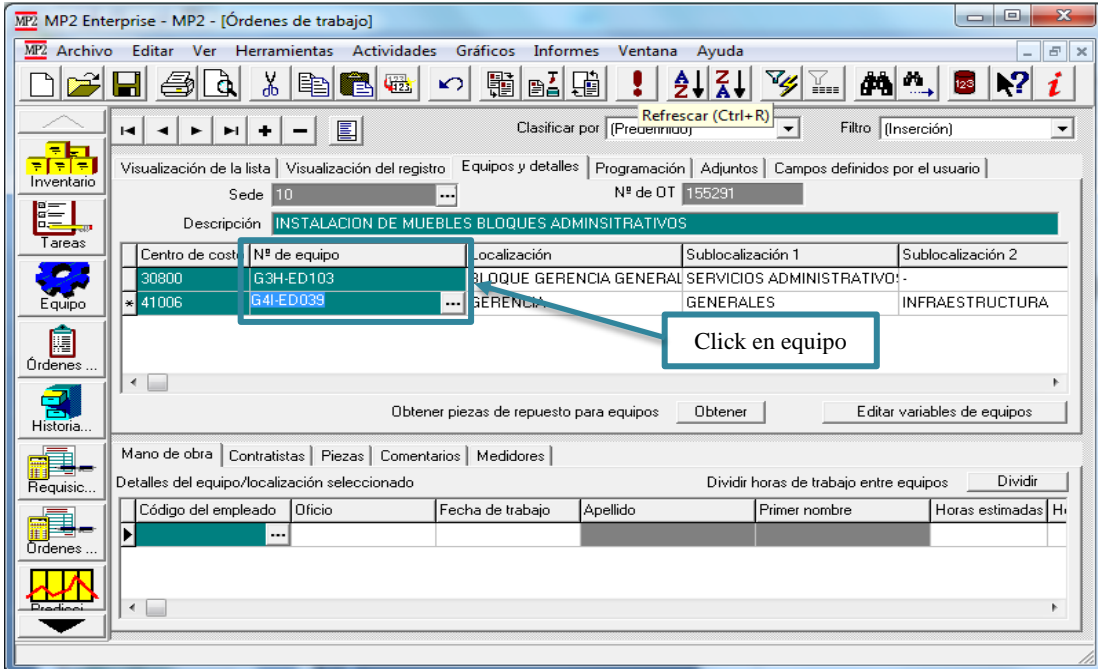 MP2 MP2 Enterprise - MP2 - [Órdenes de trabajo]
MP2 Archivo Editar Ver Herramientas Actividades Gráficos Informes Ventana Ayuda
Refrescar (Ctrl+R)
Clasificar por (Predefinido) Filtro (Inserción)
Inventario
Tareas
Equipo
Órdenes ...
Historia...
Requisic...
Órdenes ...
Predicci...
Visualización de la lista Visualización del registro Equipos y detalles Programación Adjuntos Campos definidos por el usuario
Sede 10 ... Nº de OT 155291
Descripción INSTALACION DE MUEBLES BLOQUES ADMINSITRATIVOS
Centro de costo Nº de equipo Localización Sublocalización 1 Sublocalización 2
30800 G3H-ED103 BLOQUE GERENCIA GENERAL SERVICIOS ADMINISTRATIVO: -
* 41006 G4I-ED039 ... GERENCIA GENERALES INFRAESTRUCTURA
Click en equipo
Obtener piezas de repuesto para equipos Obtener Editar variables de equipos
Mano de obra Contratistas Piezas Comentarios Medidores
Detalles del equipo/localización seleccionado Dividir horas de trabajo entre equipos Dividir
Código del empleado Oficio Fecha de trabajo Apellido Primer nombre Horas estimadas
...